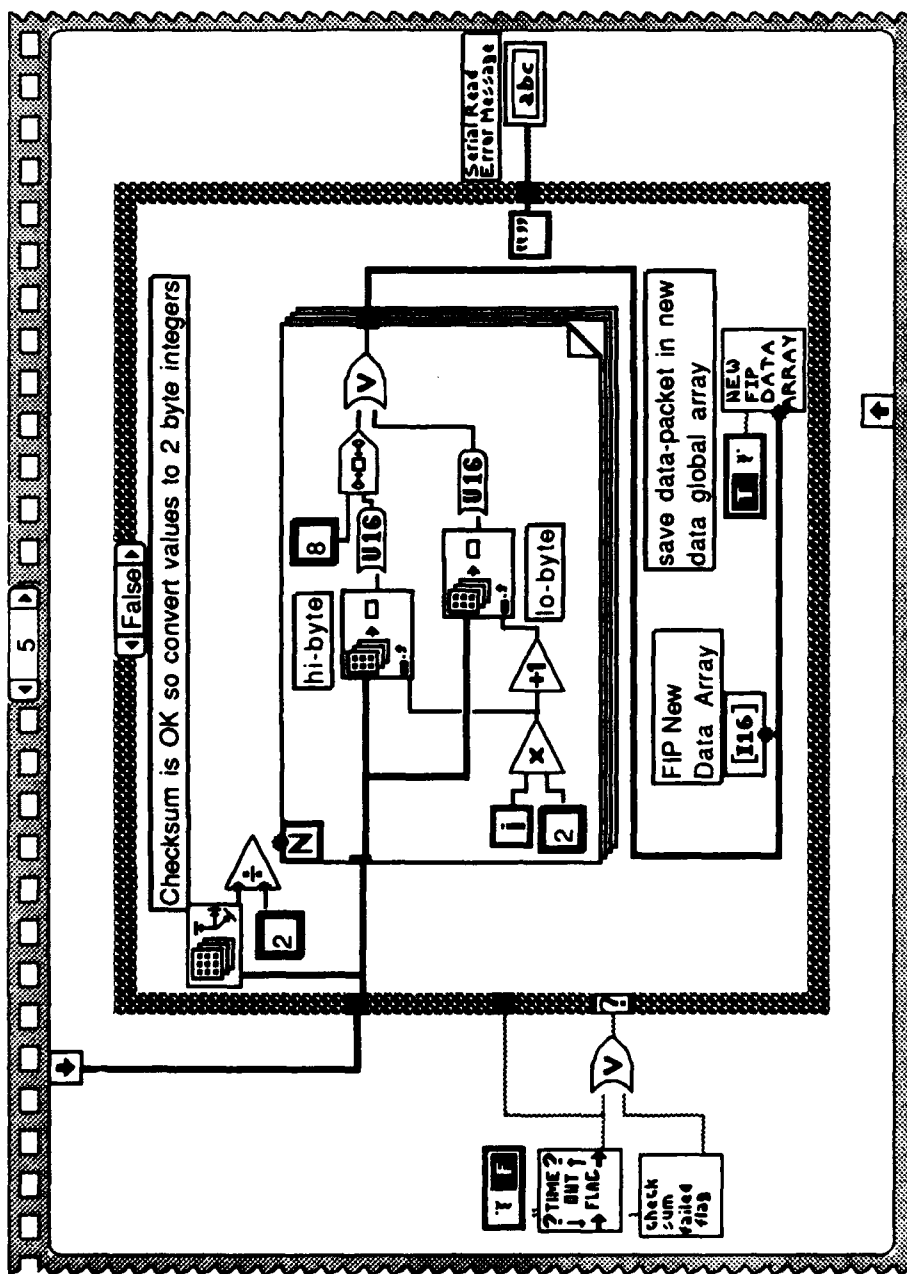 5
False
Checksum is OK so convert values to 2 byte integers
2
N
hi-byte
8
U16
V
U16
lo-byte
i
2
x
+1
÷
" "
Serial Read
Error Message
abc
FIP New
Data Array
[I16]
save data-packet in new
data global array
T
NEW
FIP
DATA
ARRAY
F
?TIME?
OUT
FLAG
check
sum
failed
flag
V
?